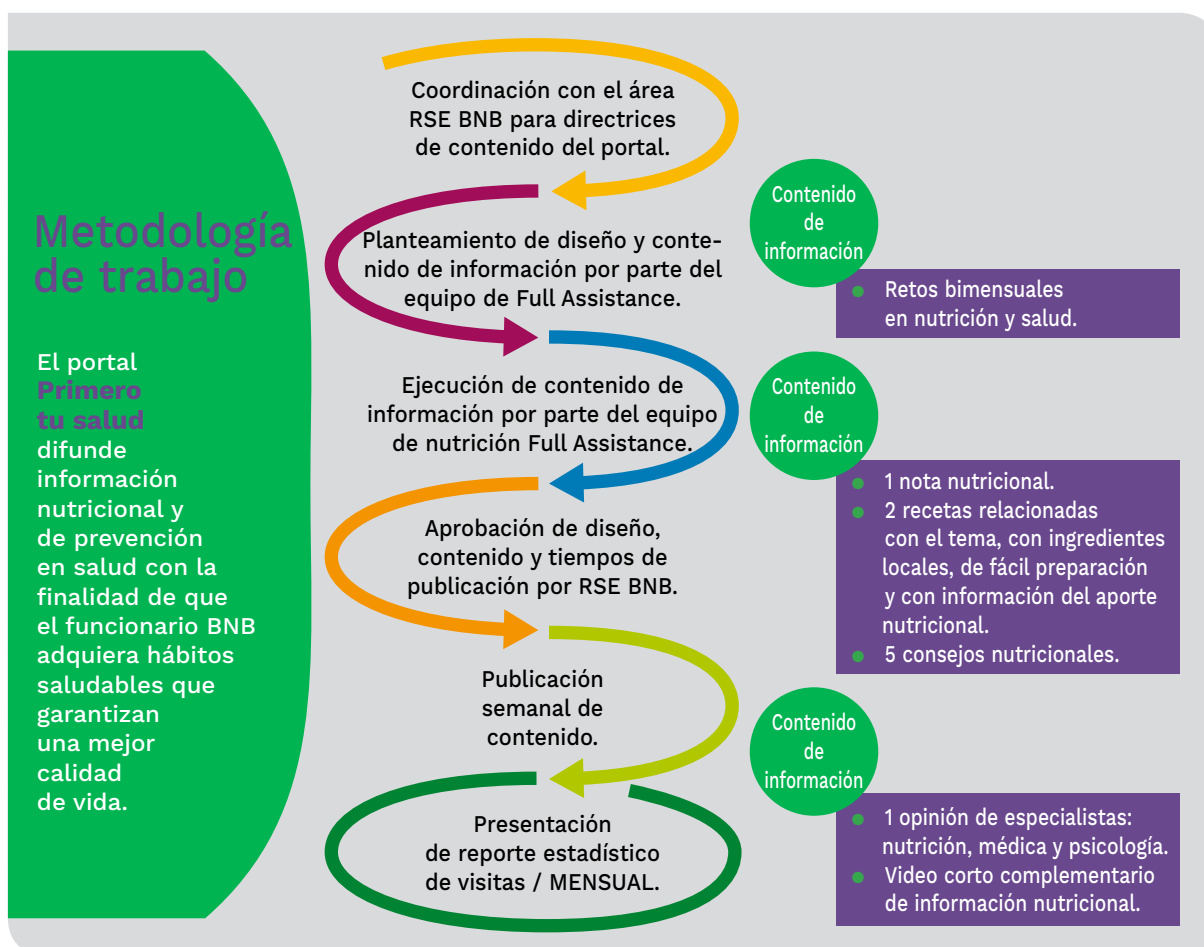 Metodología
de trabajo
El portal
Primero
tu salud
difunde
información
nutricional y
de prevención
en salud con la
finalidad de que
el funcionario BNB
adquiera hábitos
saludables que
garantizan
una mejor
calidad
de vida.
Coordinación con el área
RSE BNB para directrices
de contenido del portal.
Planteamiento de diseño y conte-
nido de información por parte del
equipo de Full Assistance.
Ejecución de contenido de
información por parte del equipo
de nutrición Full Assistance.
Aprobación de diseño,
contenido y tiempos de
publicación por RSE BNB.
Publicación
semanal de
contenido.
Presentación
de reporte estadístico
de visitas / MENSUAL.
Contenido
de
información
● Retos bimensuales
en nutrición y salud.
Contenido
de
información
● 1 nota nutricional.
● 2 recetas relacionadas
con el tema, con ingredientes
locales, de fácil preparación
y con información del aporte
nutricional.
● 5 consejos nutricionales.
Contenido
de
información
● 1 opinión de especialistas:
nutrición, médica y psicología.
● Video corto complementario
de información nutricional.